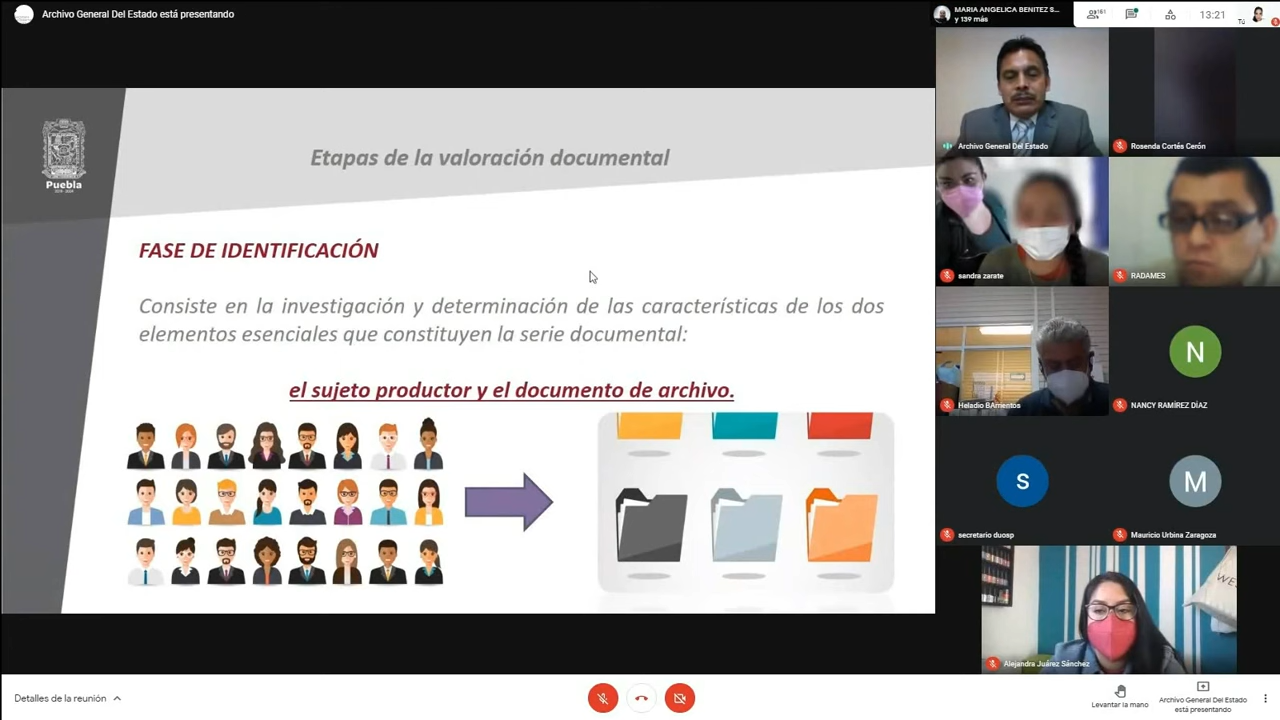 Archivo General Del Estado está presentando
MARIA ANGELICA BENITEZ S...
y 139 más
161
13:21
Tú
Puebla
Etapas de la valoración documental
FASE DE IDENTIFICACIÓN
Consiste en la investigación y determinación de las características de los dos
elementos esenciales que constituyen la serie documental:
el sujeto productor y el documento de archivo.
Archivo General Del Estado
Rosenda Cortés Cerón
sandra zarate
RADAMES
Heladio BArrientos
N
NANCY RAMÍREZ DÍAZ
S
secretario duosp
M
Mauricio Urbina Zaragoza
WE
Alejandra Juárez Sánchez
Detalles de la reunión
Levantar la mano
Archivo General Del Estado
está presentando